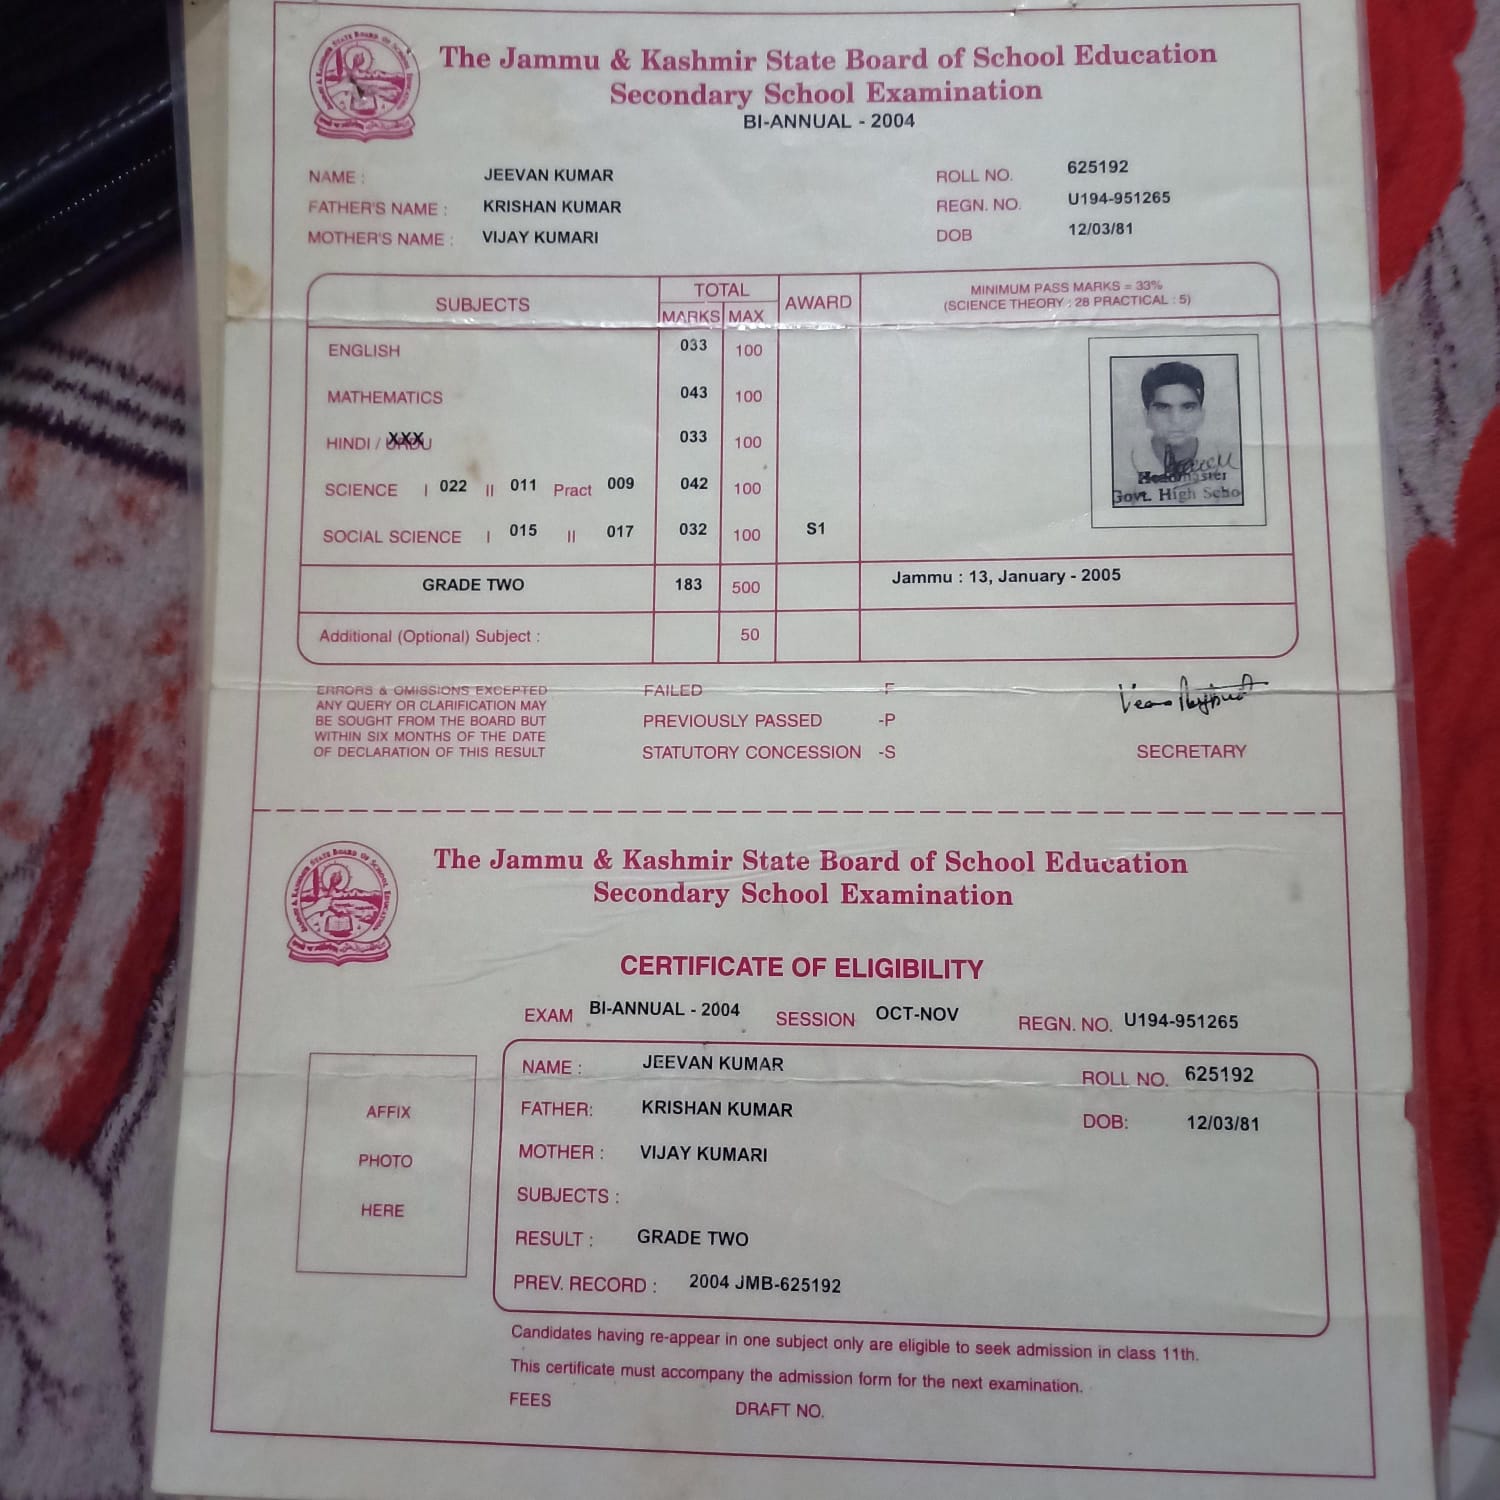 The Jammu & Kashmir State Board of School Education
Secondary School Examination
BI-ANNUAL - 2004
NAME : JEEVAN KUMAR ROLL NO. 625192
FATHER'S NAME : KRISHAN KUMAR REGN. NO. U194-951265
MOTHER'S NAME : VIJAY KUMARI DOB 12/03/81
SUBJECTS TOTAL AWARD MINIMUM PASS MARKS = 33%
MARKS MAX (SCIENCE THEORY : 28 PRACTICAL : 5)
ENGLISH 033 100
MATHEMATICS 043 100
HINDI / XXX 033 100
SCIENCE I 022 II 011 Pract 009 042 100
SOCIAL SCIENCE I 015 II 017 032 100 S1
Headmaster
Govt. High Scho
GRADE TWO 183 500 Jammu : 13, January - 2005
Additional (Optional) Subject : 50
ERRORS & OMISSIONS EXCEPTED
ANY QUERY OR CLARIFICATION MAY
BE SOUGHT FROM THE BOARD BUT
WITHIN SIX MONTHS OF THE DATE
OF DECLARATION OF THIS RESULT
FAILED -F
PREVIOUSLY PASSED -P
STATUTORY CONCESSION -S
SECRETARY
The Jammu & Kashmir State Board of School Education
Secondary School Examination
CERTIFICATE OF ELIGIBILITY
EXAM BI-ANNUAL - 2004 SESSION OCT-NOV REGN. NO. U194-951265
AFFIX
PHOTO
HERE
NAME : JEEVAN KUMAR ROLL NO. 625192
FATHER: KRISHAN KUMAR DOB: 12/03/81
MOTHER : VIJAY KUMARI
SUBJECTS :
RESULT : GRADE TWO
PREV. RECORD : 2004 JMB-625192
Candidates having re-appear in one subject only are eligible to seek admission in class 11th.
This certificate must accompany the admission form for the next examination.
FEES DRAFT NO.